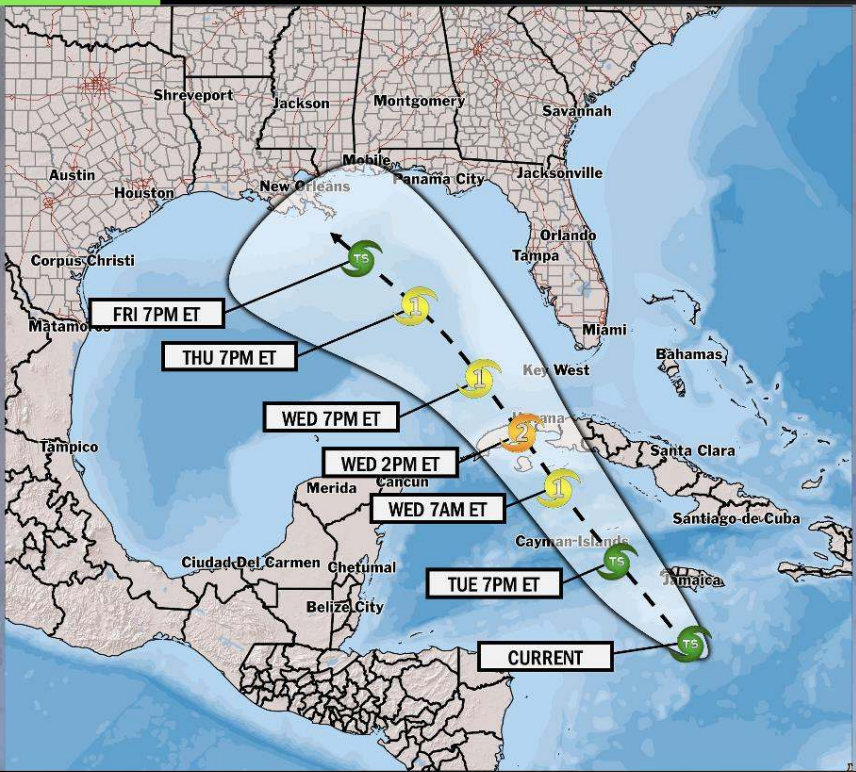 Shreveport
Jackson
Montgomery
Savannah
Mobile
Austin
Houston
New Orleans
Panama City
Jacksonville
Orlando
Corpus Christi
Tampa
TS
FRI 7PM ET
1
Matamoros
Miami
THU 7PM ET
Bahamas
1
Key West
WED 7PM ET
Havana
2
Tampico
Santa Clara
WED 2PM ET
Merida
Cancun
1
WED 7AM ET
Santiago de Cuba
Cayman Islands
Ciudad Del Carmen
Chetumal
TS
TUE 7PM ET
Jamaica
Belize City
TS
CURRENT